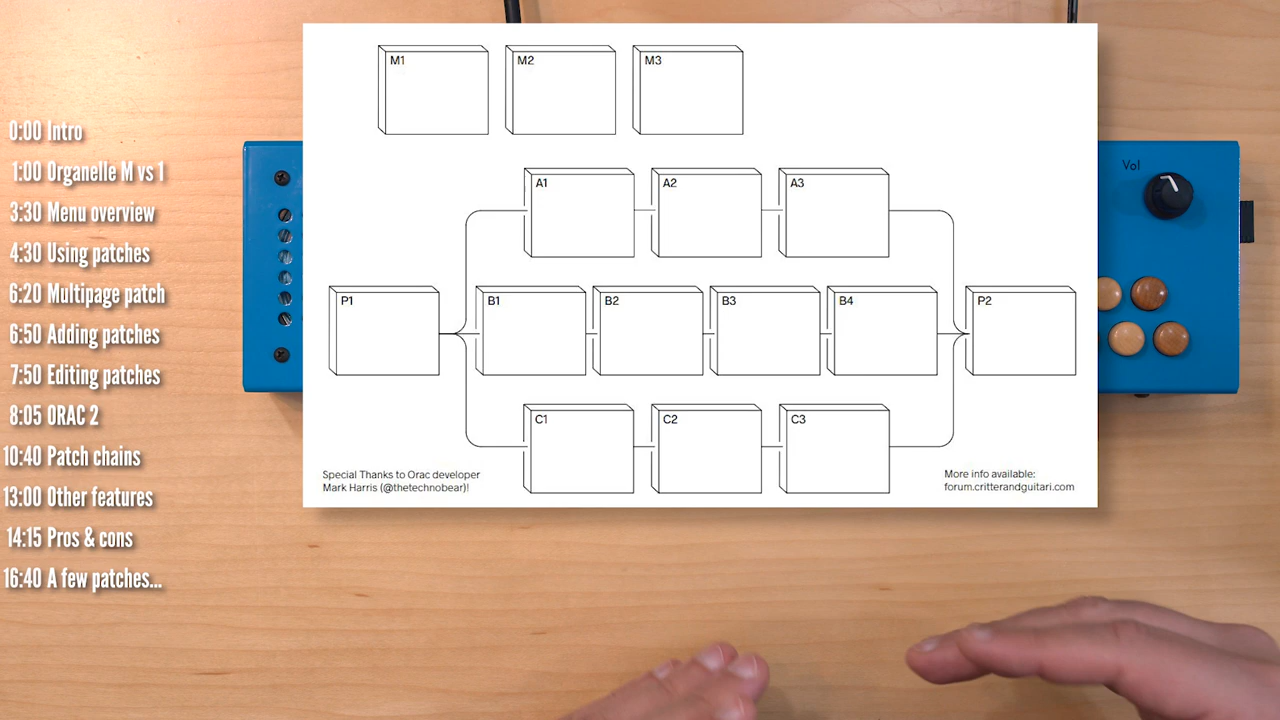 0:00 Intro
1:00 Organelle M vs 1
3:30 Menu overview
4:30 Using patches
6:20 Multipage patch
6:50 Adding patches
7:50 Editing patches
8:05 ORAC 2
10:40 Patch chains
13:00 Other features
14:15 Pros & cons
16:40 A few patches...
M1 M2 M3
A1 A2 A3
P1 B1 B2 B3 B4 P2
C1 C2 C3
Special Thanks to Orac developer
Mark Harris (@thetechnobear)!
More info available:
forum.critterandguitari.com
Vol